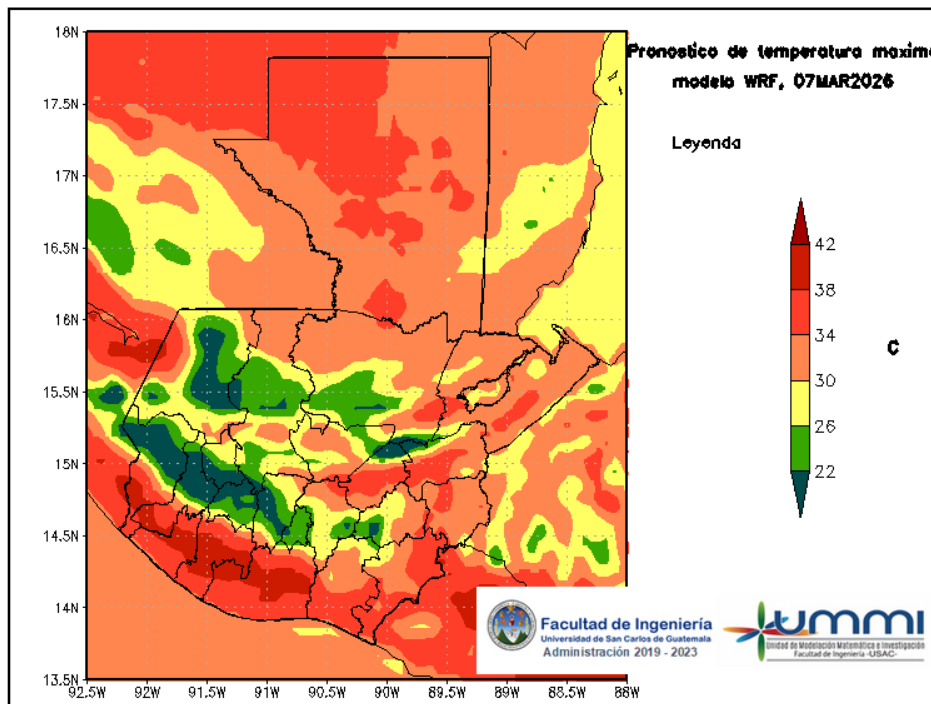 Pronostico de temperatura maxima
modelo WRF, 07MAR2026
Leyenda
42
38
34
30
26
22
C
18N
17.5N
17N
16.5N
16N
15.5N
15N
14.5N
14N
13.5N
92.5W
92W
91.5W
91W
90.5W
90W
89.5W
89W
88.5W
88W
Facultad de Ingeniería
Universidad de San Carlos de Guatemala
Administración 2019 - 2023
UMMI
Unidad de Modelación Matemática e Investigación
Facultad de Ingeniería -USAC-